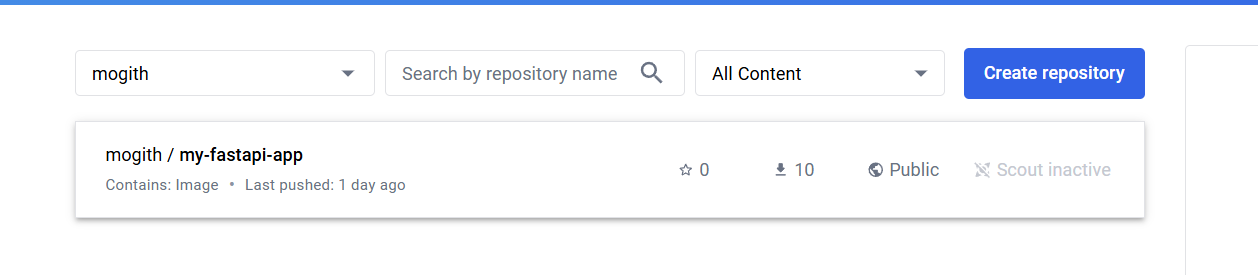 mogith
Search by repository name
All Content
Create repository
mogith / my-fastapi-app
Contains: Image • Last pushed: 1 day ago
0
10
Public
Scout inactive